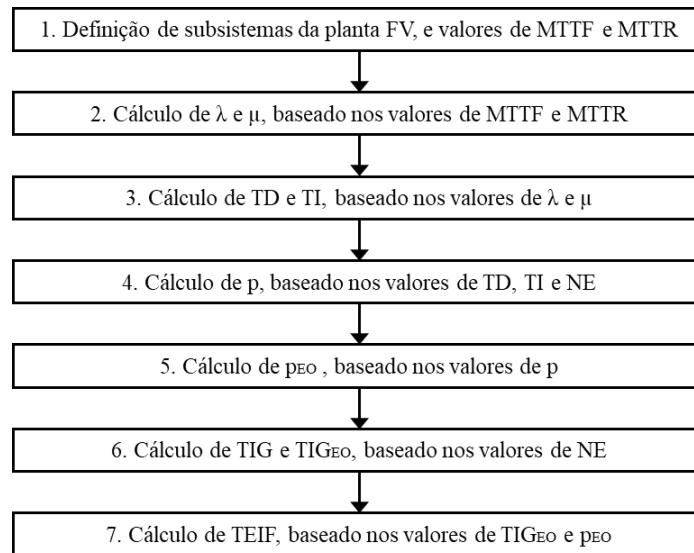 1. Definição de subsistemas da planta FV, e valores de MTTF e MTTR
2. Cálculo de λ e μ, baseado nos valores de MTTF e MTTR
3. Cálculo de TD e TI, baseado nos valores de λ e μ
4. Cálculo de p, baseado nos valores de TD, TI e NE
5. Cálculo de pEO , baseado nos valores de p
6. Cálculo de TIG e TIGEO, baseado nos valores de NE
7. Cálculo de TEIF, baseado nos valores de TIGEO e pEO